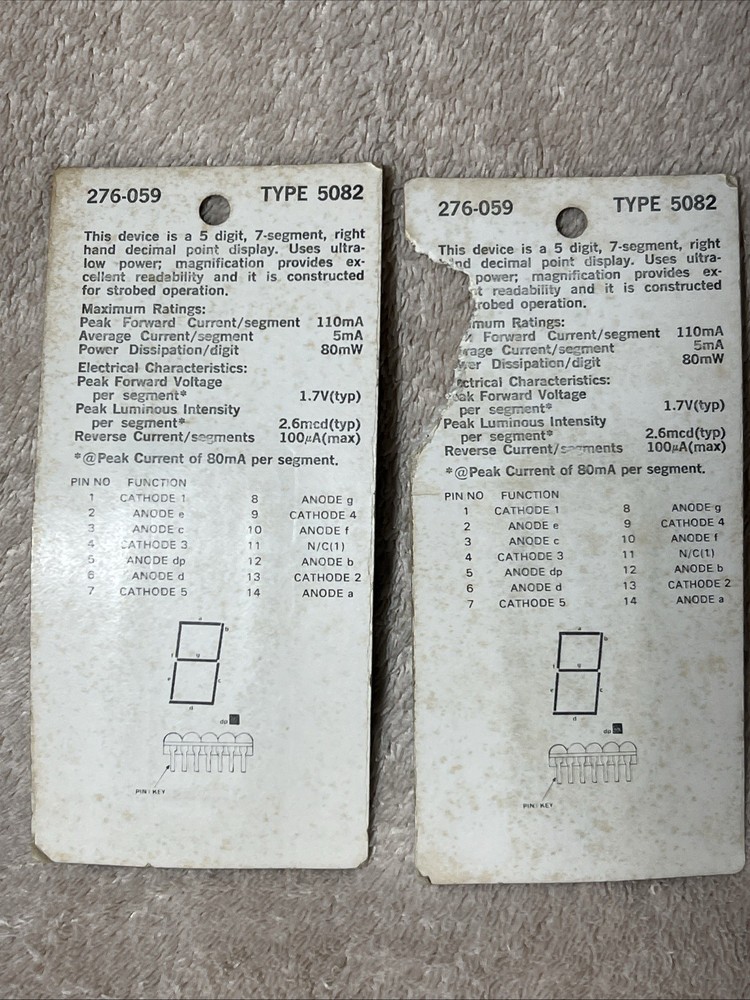 276-059 TYPE 5082
This device is a 5 digit, 7-segment, right
hand decimal point display. Uses ultra-
low power; magnification provides ex-
cellent readability and it is constructed
for strobed operation.
Maximum Ratings:
Peak Forward Current/segment 110mA
Average Current/segment 5mA
Power Dissipation/digit 80mW
Electrical Characteristics:
Peak Forward Voltage
per segment* 1.7V(typ)
Peak Luminous Intensity
per segment* 2.6mcd(typ)
Reverse Current/segments 100μA(max)
*@Peak Current of 80mA per segment.
PIN NO FUNCTION
1 CATHODE 1 8 ANODE g
2 ANODE e 9 CATHODE 4
3 ANODE c 10 ANODE f
4 CATHODE 3 11 N/C(1)
5 ANODE dp 12 ANODE b
6 ANODE d 13 CATHODE 2
7 CATHODE 5 14 ANODE a
a
b
f
g
e
c
d
dp
PIN 1 KEY
276-059 TYPE 5082
This device is a 5 digit, 7-segment, right
nd decimal point display. Uses ultra-
power; magnification provides ex-
nt readability and it is constructed
trobed operation.
mum Ratings:
k Forward Current/segment 110mA
rage Current/segment 5mA
er Dissipation/digit 80mW
ectrical Characteristics:
eak Forward Voltage
per segment* 1.7V(typ)
Peak Luminous Intensity
per segment* 2.6mcd(typ)
Reverse Current/segments 100μA(max)
*@Peak Current of 80mA per segment.
PIN NO FUNCTION
1 CATHODE 1 8 ANODE g
2 ANODE e 9 CATHODE 4
3 ANODE c 10 ANODE f
4 CATHODE 3 11 N/C(1)
5 ANODE dp 12 ANODE b
6 ANODE d 13 CATHODE 2
7 CATHODE 5 14 ANODE a
a
b
f
g
e
c
d
dp
PIN 1 KEY